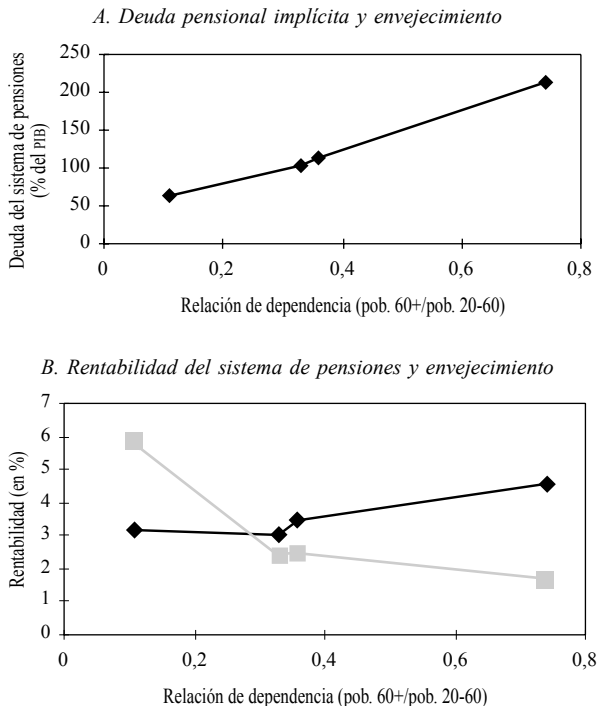 A. Deuda pensional implícita y envejecimiento
Deuda del sistema de pensiones
(% del PIB)
250
200
150
100
50
0
0 0,2 0,4 0,6 0,8
Relación de dependencia (pob. 60+/pob. 20-60)
B. Rentabilidad del sistema de pensiones y envejecimiento
Rentabilidad (en %)
7
6
5
4
3
2
1
0
0 0,2 0,4 0,6 0,8
Relación de dependencia (pob. 60+/pob. 20-60)